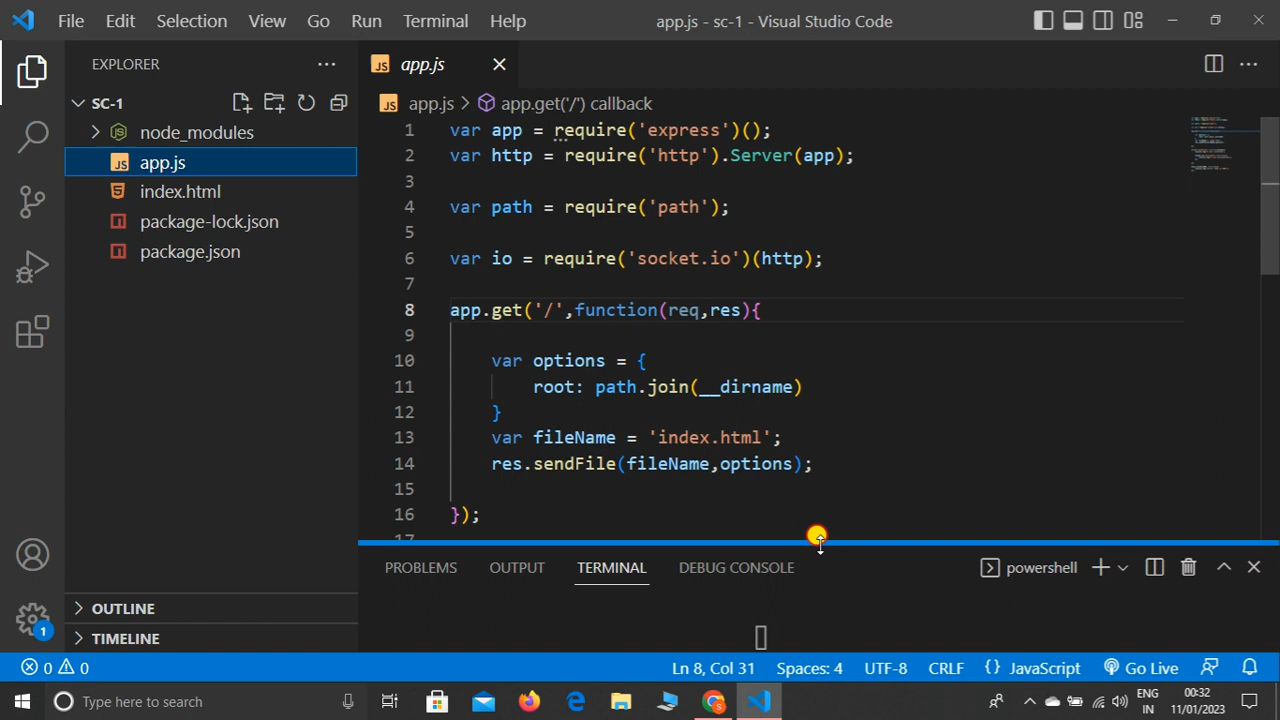 File Edit Selection View Go Run Terminal Help
app.js - sc-1 - Visual Studio Code
EXPLORER
SC-1
node_modules
JS app.js
index.html
package-lock.json
package.json
OUTLINE
TIMELINE
JS app.js
JS app.js > app.get('/') callback
1 var app = require('express')();
2 var http = require('http').Server(app);
3
4 var path = require('path');
5
6 var io = require('socket.io')(http);
7
8 app.get('/',function(req,res){
9
10 var options = {
11 root: path.join(__dirname)
12 }
13 var fileName = 'index.html';
14 res.sendFile(fileName,options);
15
16 });
17
PROBLEMS OUTPUT TERMINAL DEBUG CONSOLE
powershell
1
0 0
Ln 8, Col 31 Spaces: 4 UTF-8 CRLF {} JavaScript Go Live
Type here to search
ENG
IN
00:32
11/01/2023